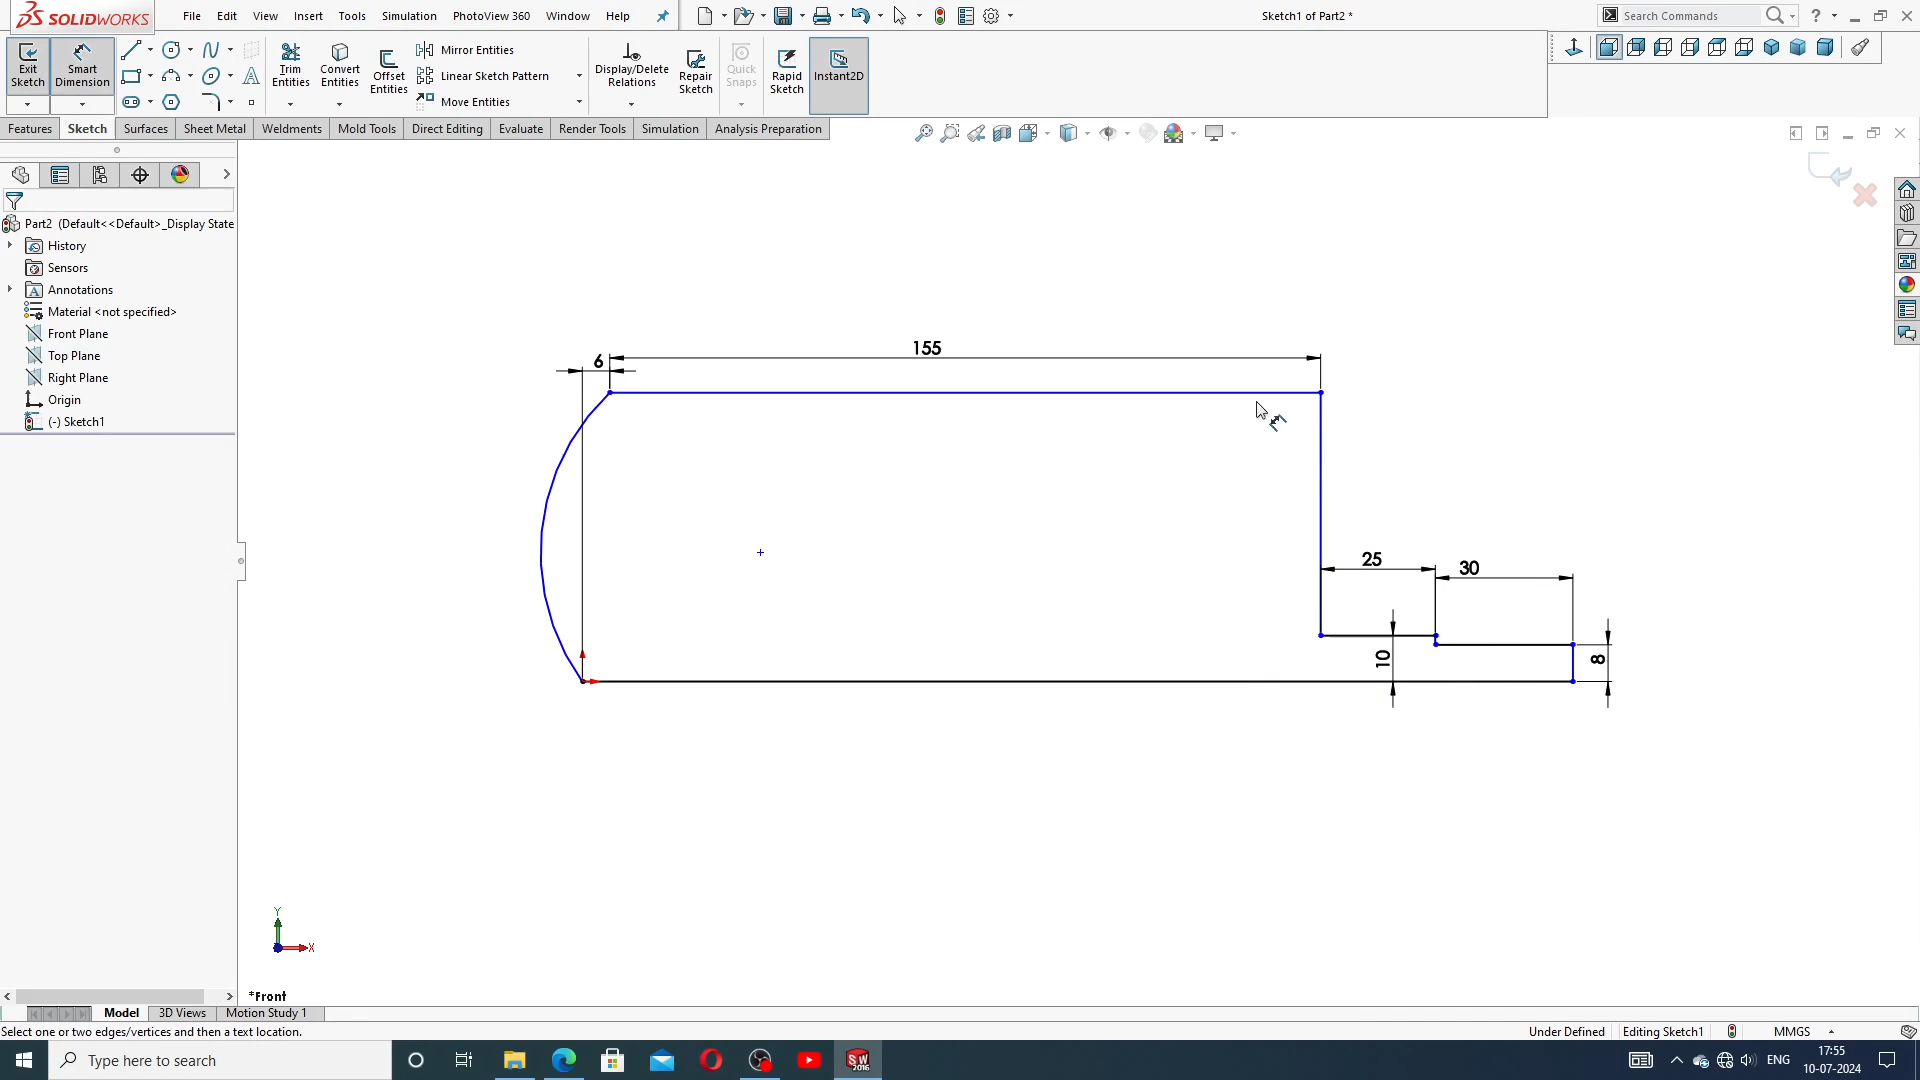 SOLIDWORKS
File Edit View Insert Tools Simulation PhotoView 360 Window Help
Sketch1 of Part2 *
Search Commands
Exit Sketch
Smart Dimension
Trim Entities
Convert Entities
Offset Entities
Mirror Entities
Linear Sketch Pattern
Move Entities
Display/Delete Relations
Repair Sketch
Quick Snaps
Rapid Sketch
Instant2D
Features Sketch Surfaces Sheet Metal Weldments Mold Tools Direct Editing Evaluate Render Tools Simulation Analysis Preparation
Part2 (Default<<Default>_Display State
History
Sensors
Annotations
Material <not specified>
Front Plane
Top Plane
Right Plane
Origin
(-) Sketch1
155
6
25
30
10
8
Y
X
*Front
Model 3D Views Motion Study 1
Select one or two edges/vertices and then a text location.
Under Defined Editing Sketch1 MMGS
Type here to search
SW
2016
ENG
17:55
10-07-2024